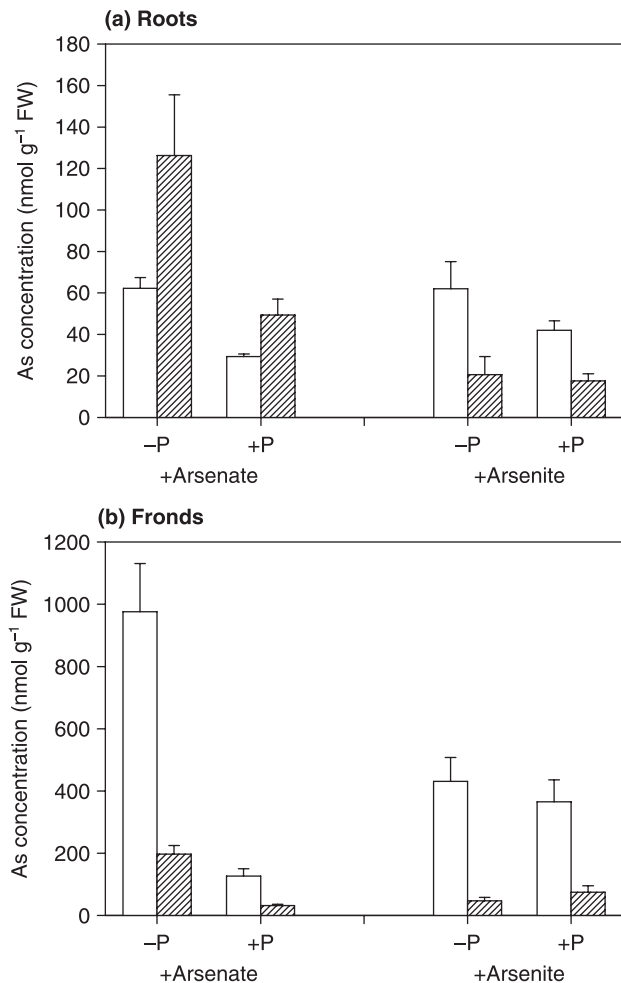 (a) Roots
180
160
140
120
100
80
60
40
20
0
As concentration (nmol g⁻¹ FW)
–P +P –P +P
+Arsenate +Arsenite
(b) Fronds
1200
1000
800
600
400
200
0
As concentration (nmol g⁻¹ FW)
–P +P –P +P
+Arsenate +Arsenite